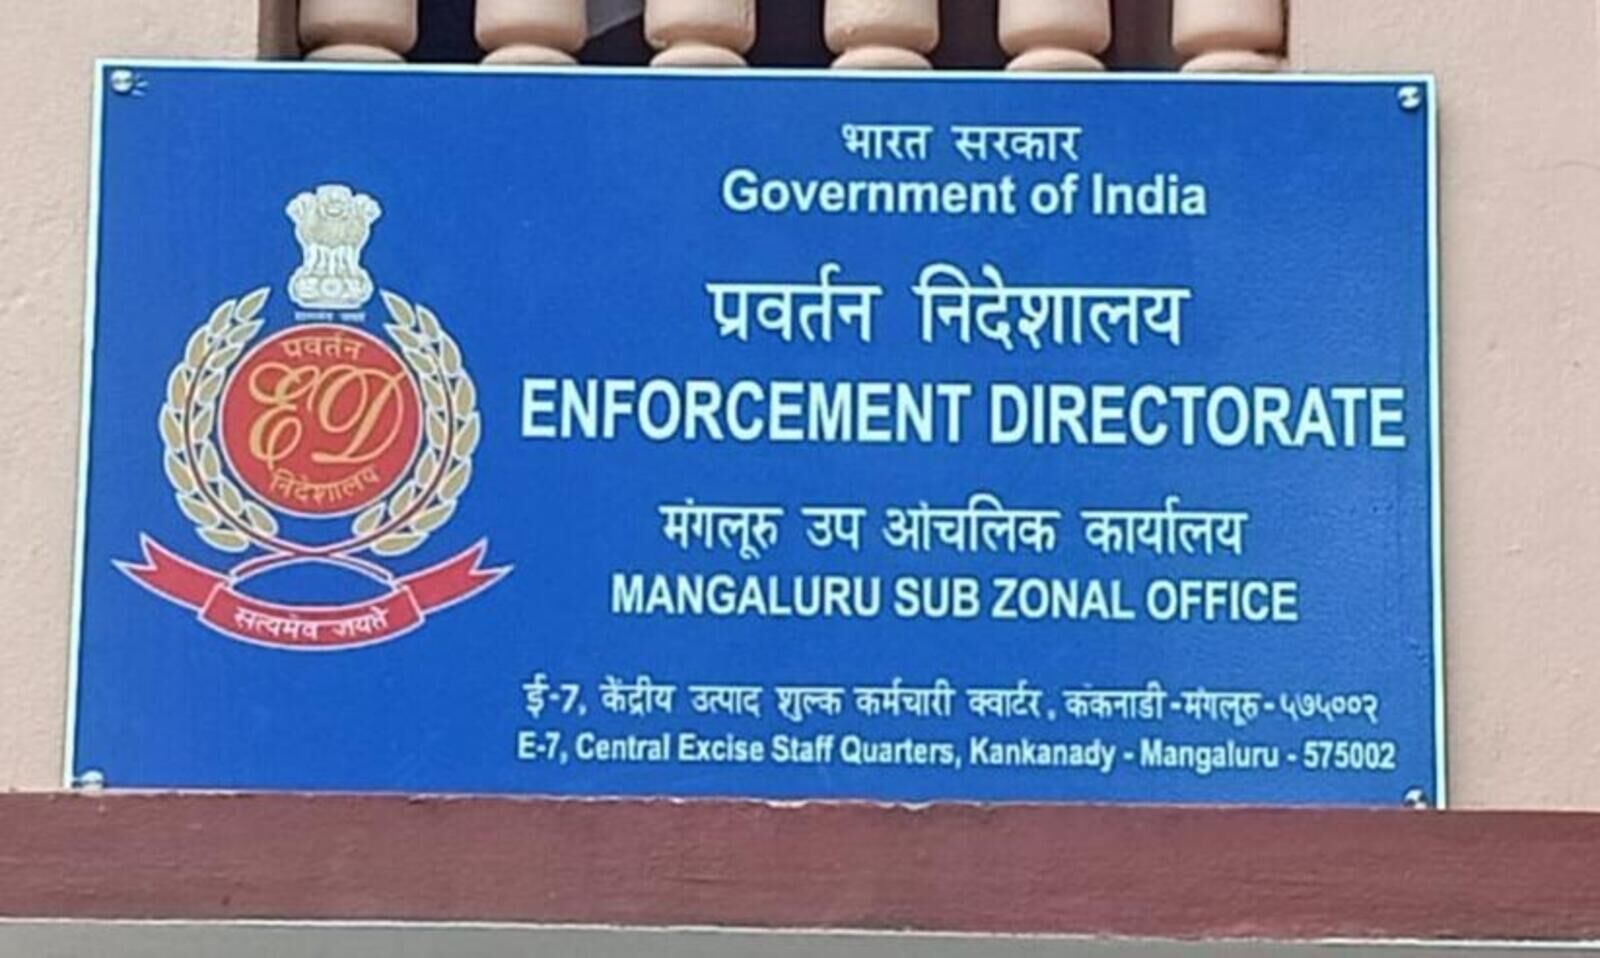 भारत सरकार
Government of India
प्रवर्तन निदेशालय
ENFORCEMENT DIRECTORATE
मंगलूरु उप आंचलिक कार्यालय
MANGALURU SUB ZONAL OFFICE
ई-7, केंद्रीय उत्पाद शुल्क कर्मचारी क्वार्टर, कंकनाडी-मंगलूरु-५७५००२
E-7, Central Excise Staff Quarters, Kankanady - Mangaluru - 575002
प्रवर्तन
ED
निदेशालय
सत्यमेव जयते